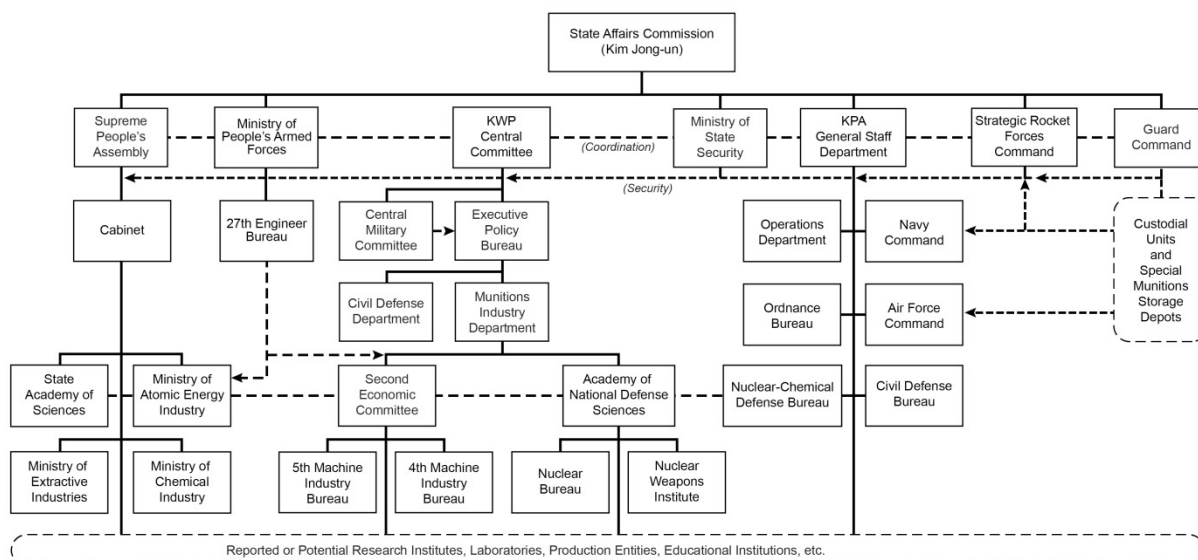 State Affairs Commission
(Kim Jong-un)
Supreme
People's
Assembly
Ministry of
People's Armed
Forces
KWP
Central
Committee
(Coordination)
Ministry
of State
Security
KPA
General Staff
Department
Strategic Rocket
Forces
Command
Guard
Command
(Security)
Cabinet
27th Engineer
Bureau
Central
Military
Committee
Executive
Policy
Bureau
Operations
Department
Navy
Command
Custodial
Units
and
Special
Munitions
Storage
Depots
Civil Defense
Department
Munitions
Industry
Department
Ordnance
Bureau
Air Force
Command
State
Academy of
Sciences
Ministry of
Atomic Energy
Industry
Second
Economic
Committee
Academy of
National Defense
Sciences
Nuclear-Chemical
Defense Bureau
Civil Defense
Bureau
Ministry of
Extractive
Industries
Ministry of
Chemical
Industry
5th Machine
Industry
Bureau
4th Machine
Industry
Bureau
Nuclear
Bureau
Nuclear
Weapons
Institute
Reported or Potential Research Institutes, Laboratories, Production Entities, Educational Institutions, etc.